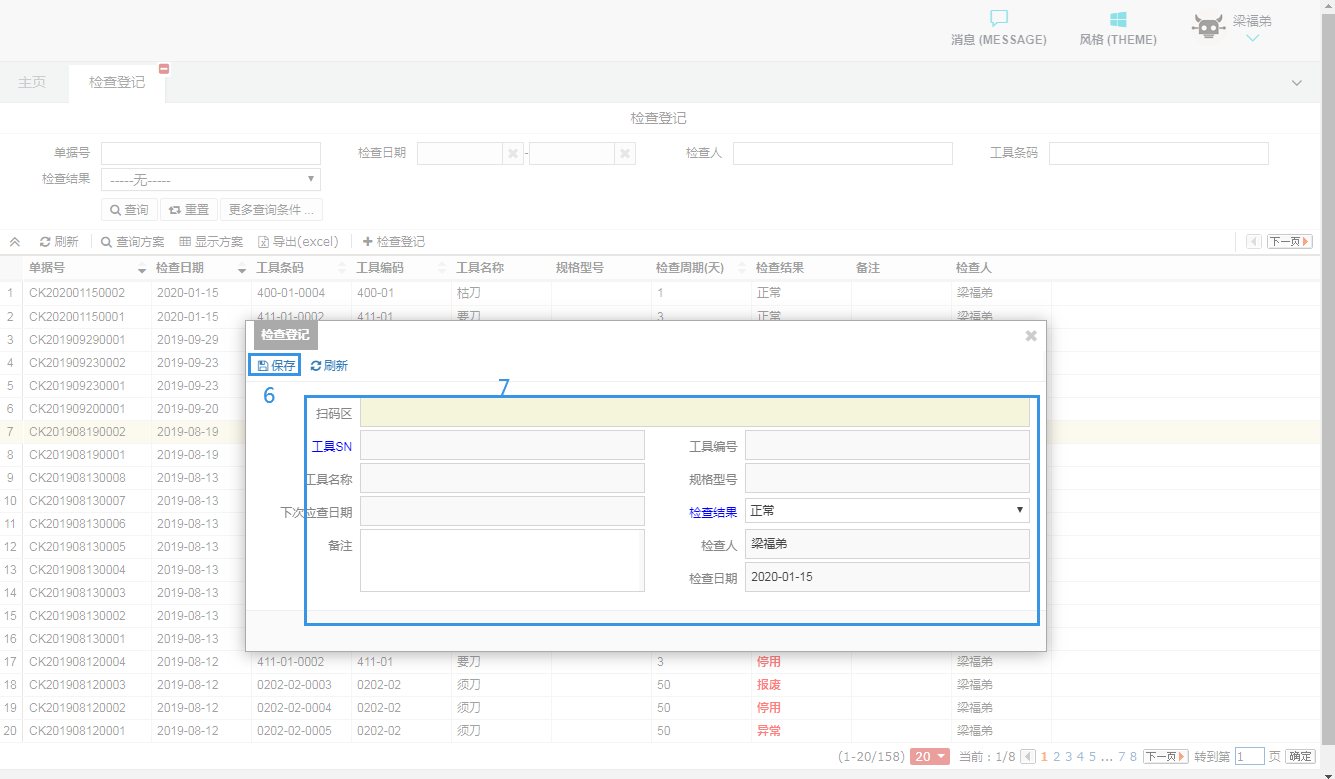 消息 (MESSAGE) 风格 (THEME) 梁福弟
主页 检查登记
检查登记
单据号 检查日期 - 检查人 工具条码
检查结果 -----无-----
查询 重置 更多查询条件 ...
刷新 查询方案 显示方案 导出(excel) 检查登记 下一页
单据号 检查日期 工具条码 工具编码 工具名称 规格型号 检查周期(天) 检查结果 备注 检查人
1 CK202001150002 2020-01-15 400-01-0004 400-01 枯刀 1 正常 梁福弟
2 CK202001150001 2020-01-15 411-01-0002 411-01 要刀 3 正常 梁福弟
3 CK201909290001 2019-09-29
4 CK201909230002 2019-09-23
5 CK201909230001 2019-09-23
6 CK201909200001 2019-09-20
7 CK201908190002 2019-08-19
8 CK201908190001 2019-08-19
9 CK201908130008 2019-08-13
10 CK201908130007 2019-08-13
11 CK201908130006 2019-08-13
12 CK201908130005 2019-08-13
13 CK201908130004 2019-08-13
14 CK201908130003 2019-08-13
15 CK201908130002 2019-08-13
16 CK201908130001 2019-08-13
检查登记
保存 刷新
6 7
扫码区
工具SN 工具编号
工具名称 规格型号
下次应查日期 检查结果 正常
备注 检查人 梁福弟
检查日期 2020-01-15
17 CK201908120004 2019-08-12 411-01-0002 411-01 要刀 3 停用 梁福弟
18 CK201908120003 2019-08-12 0202-02-0003 0202-02 须刀 50 报废 梁福弟
19 CK201908120002 2019-08-12 0202-02-0004 0202-02 须刀 50 停用 梁福弟
20 CK201908120001 2019-08-12 0202-02-0005 0202-02 须刀 50 异常 梁福弟
(1-20/158) 20 当前：1/8 1 2 3 4 5 ... 7 8 下一页 转到第 1 页 确定